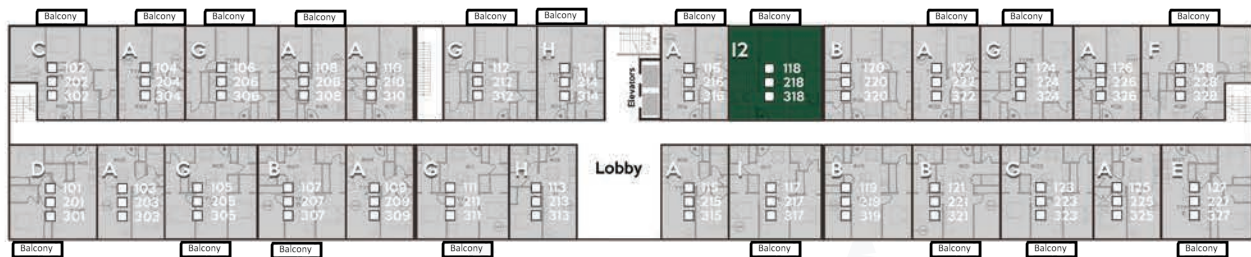 Balcony Balcony Balcony Balcony Balcony Balcony Balcony Balcony Balcony Balcony
C A G A A G H A I2 B A G A F
102 104 106 108 110 112 114 116 118 120 122 124 126 128
202 204 206 208 210 212 214 216 218 220 222 224 226 228
302 304 306 308 310 312 314 316 318 320 322 324 326 328
Elevators
Lobby
D A G B A G H A I B B G A E
101 103 105 107 109 111 113 115 117 119 121 123 125 127
201 203 205 207 209 211 213 215 217 219 221 223 225 227
301 303 305 307 309 311 313 315 317 319 321 323 325 327
Balcony Balcony Balcony Balcony Balcony Balcony Balcony Balcony